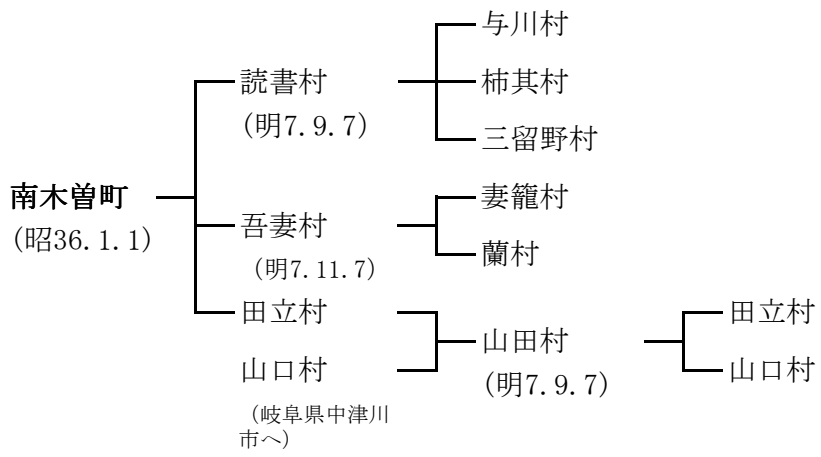 与川村
読書村
柿其村
(明7.9.7)
三留野村
南木曽町
(昭36.1.1)
妻籠村
吾妻村
(明7.11.7)
蘭村
田立村
山田村
(明7.9.7)
田立村
山口村
山口村
（岐阜県中津川
市へ）